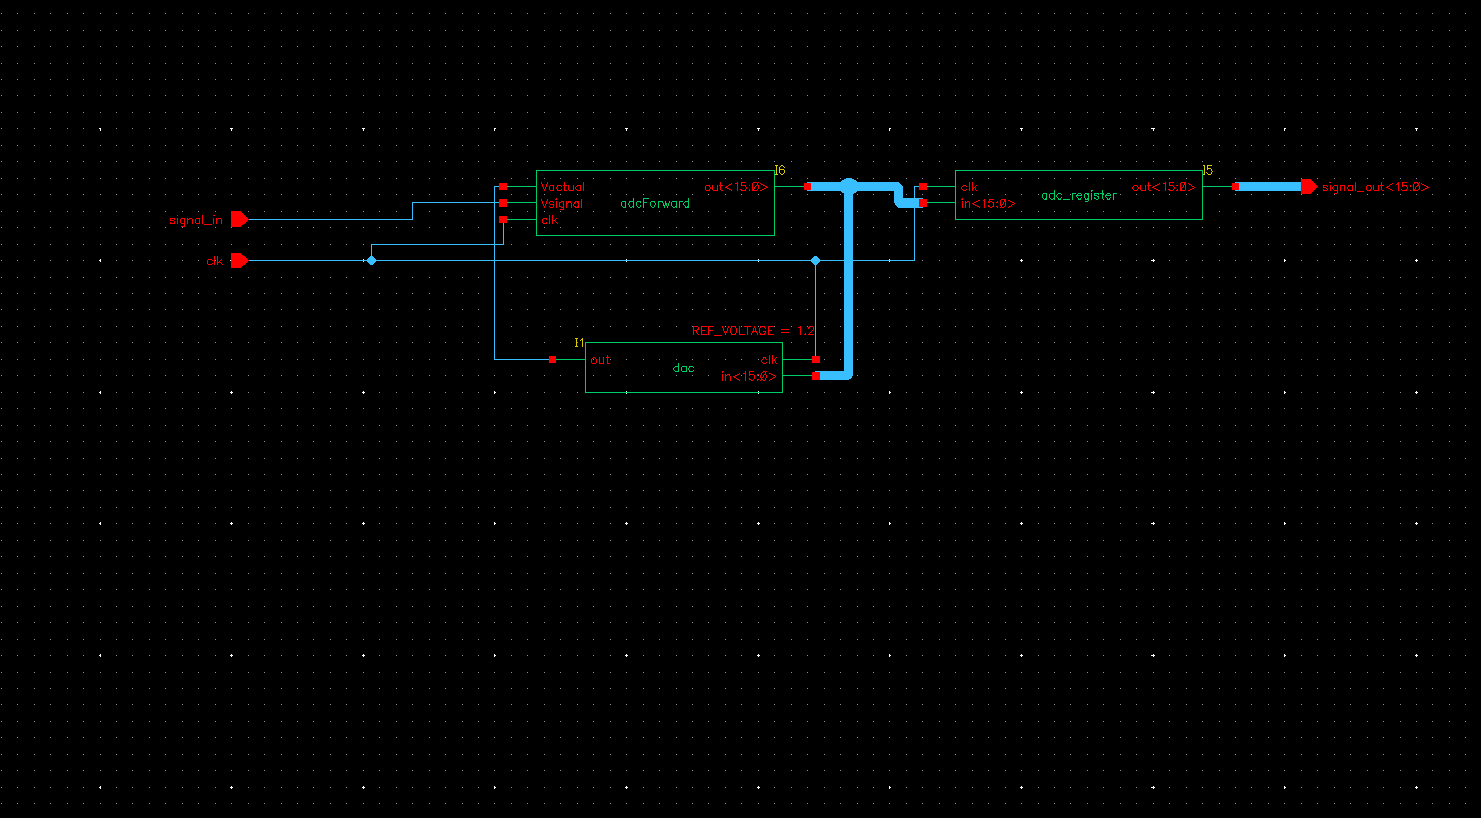 I6
I5
Vactual
out<15:0>
clk
out<15:0>
signal_out<15:0>
Vsignal
adcForward
adc_register
in<15:0>
signal_in
clk
clk
REF_VOLTAGE = 1.2
I1
out
clk
dac
in<15:0>